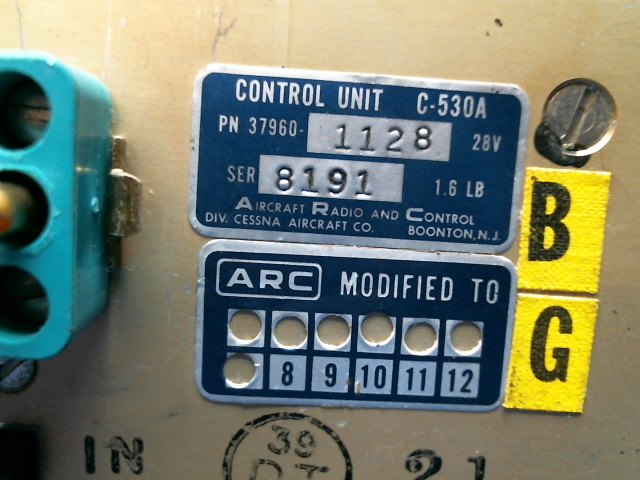 CONTROL UNIT C-530A
PN 37960- 1128 28V
SER 8191 1.6 LB
AIRCRAFT RADIO AND CONTROL
DIV. CESSNA AIRCRAFT CO. BOONTON, N.J.
B
ARC MODIFIED TO
8 9 10 11 12
G
IN
39
21